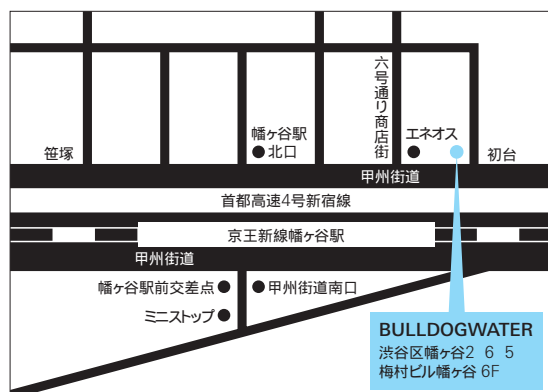 六号通り商店街
幡ヶ谷駅
北口
エネオス
笹塚
初台
甲州街道
首都高速4号新宿線
京王新線幡ヶ谷駅
甲州街道
幡ヶ谷駅前交差点
甲州街道南口
ミニストップ
BULLDOGWATER
渋谷区幡ヶ谷2 6 5
梅村ビル幡ヶ谷 6F